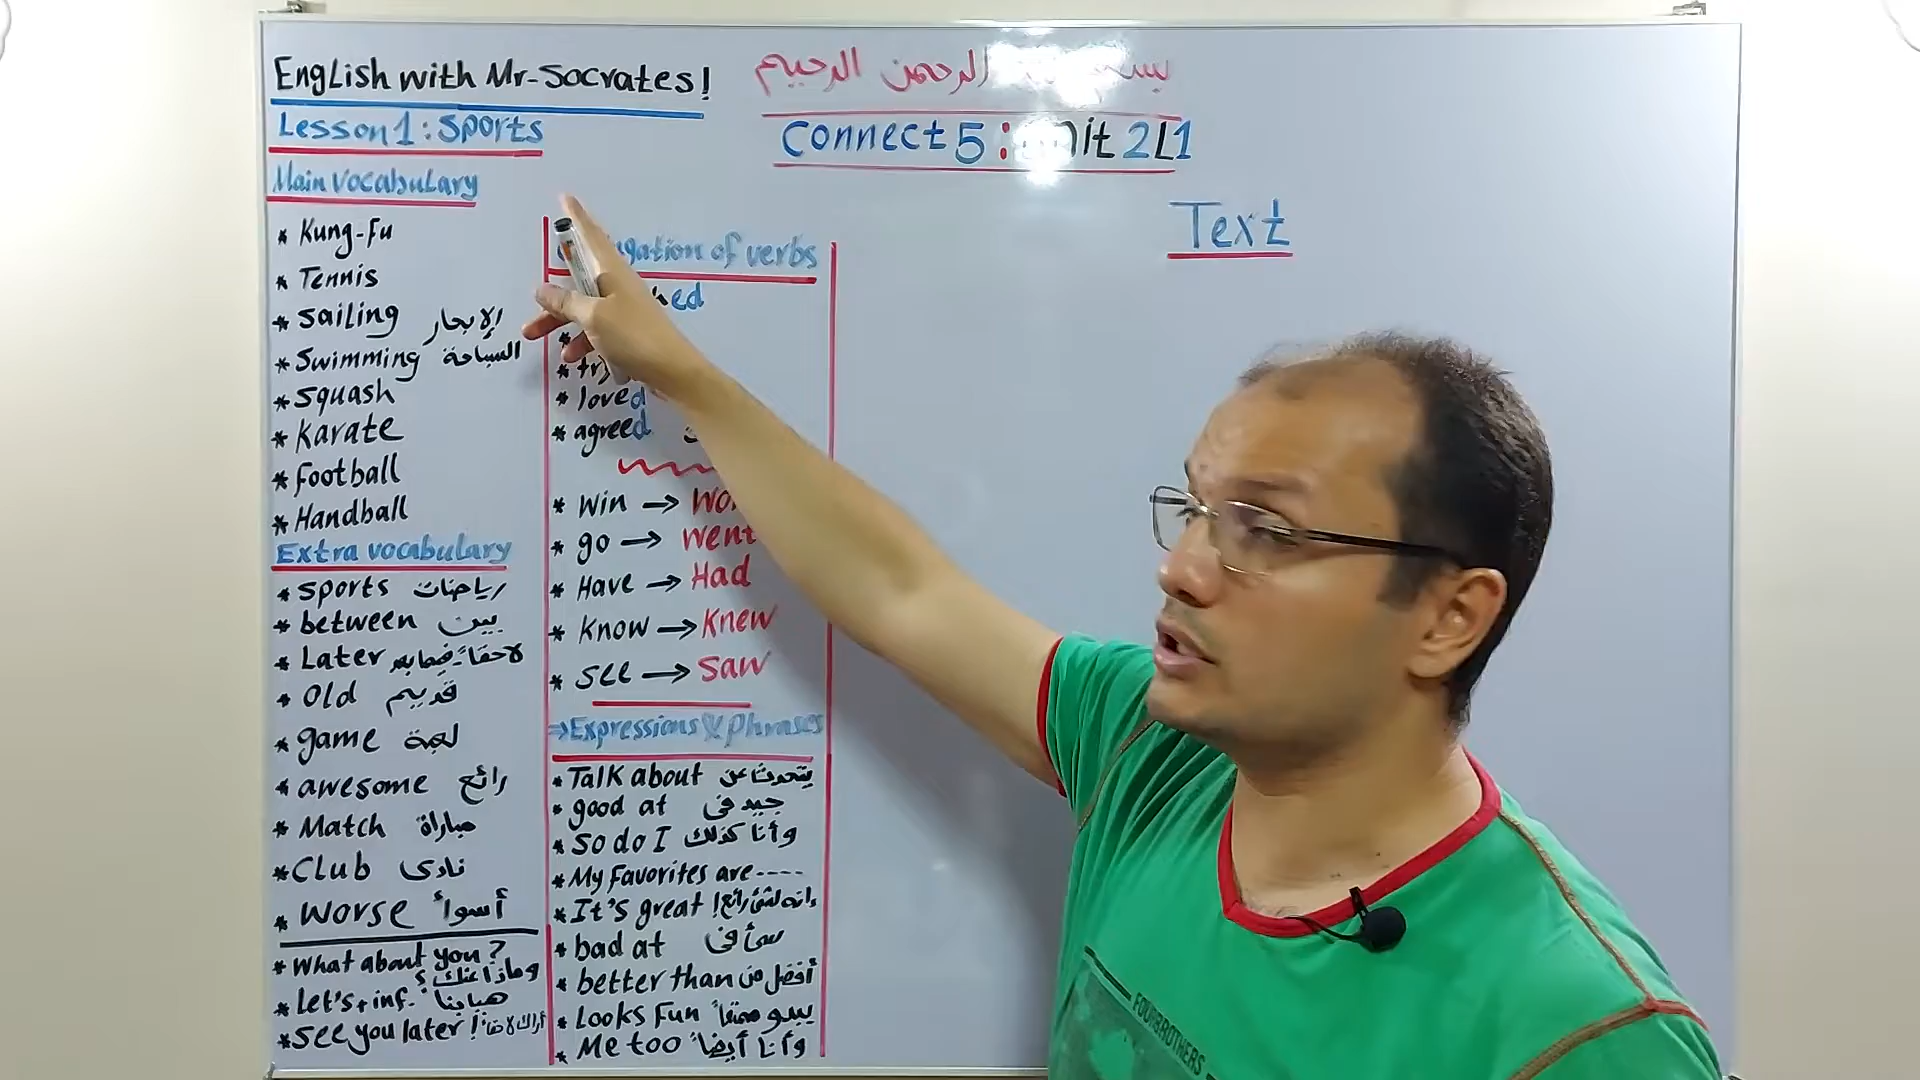 English with Mr-Socrates!
بسم الله الرحمن الرحيم
Lesson 1: Sports
Connect 5: Unit 2 L1
Main vocabulary
* Kung-Fu
* Tennis
* Sailing الإبحار
* Swimming السباحة
* Squash
* Karate
* Football
* Handball
Extra vocabulary
* sports رياضات
* between بين
* Later لاحقاً - فيما بعد
* Old قديم
* game لعبة
* awesome رائع
* Match مباراة
* Club نادى
* worse أسوأ
* What about you?
وماذا عنك؟
* Let's + inf. هيا بنا
* See you later! أراك لاحقاً
of verbs
* loved
* agreed
* win →
* go → went
* Have → Had
* Know → Knew
* see → saw
⇒ Expressions & Phrases
* Talk about يتحدث عن
* good at جيد فى
* So do I وأنا كذلك
* My Favorites are ----
* It's great! إنه لشئ رائع!
* bad at سئ فى
* better than أفضل من
* Looks Fun يبدو ممتعاً
* Me too وأنا أيضاً
Text
FOURBROTHERS